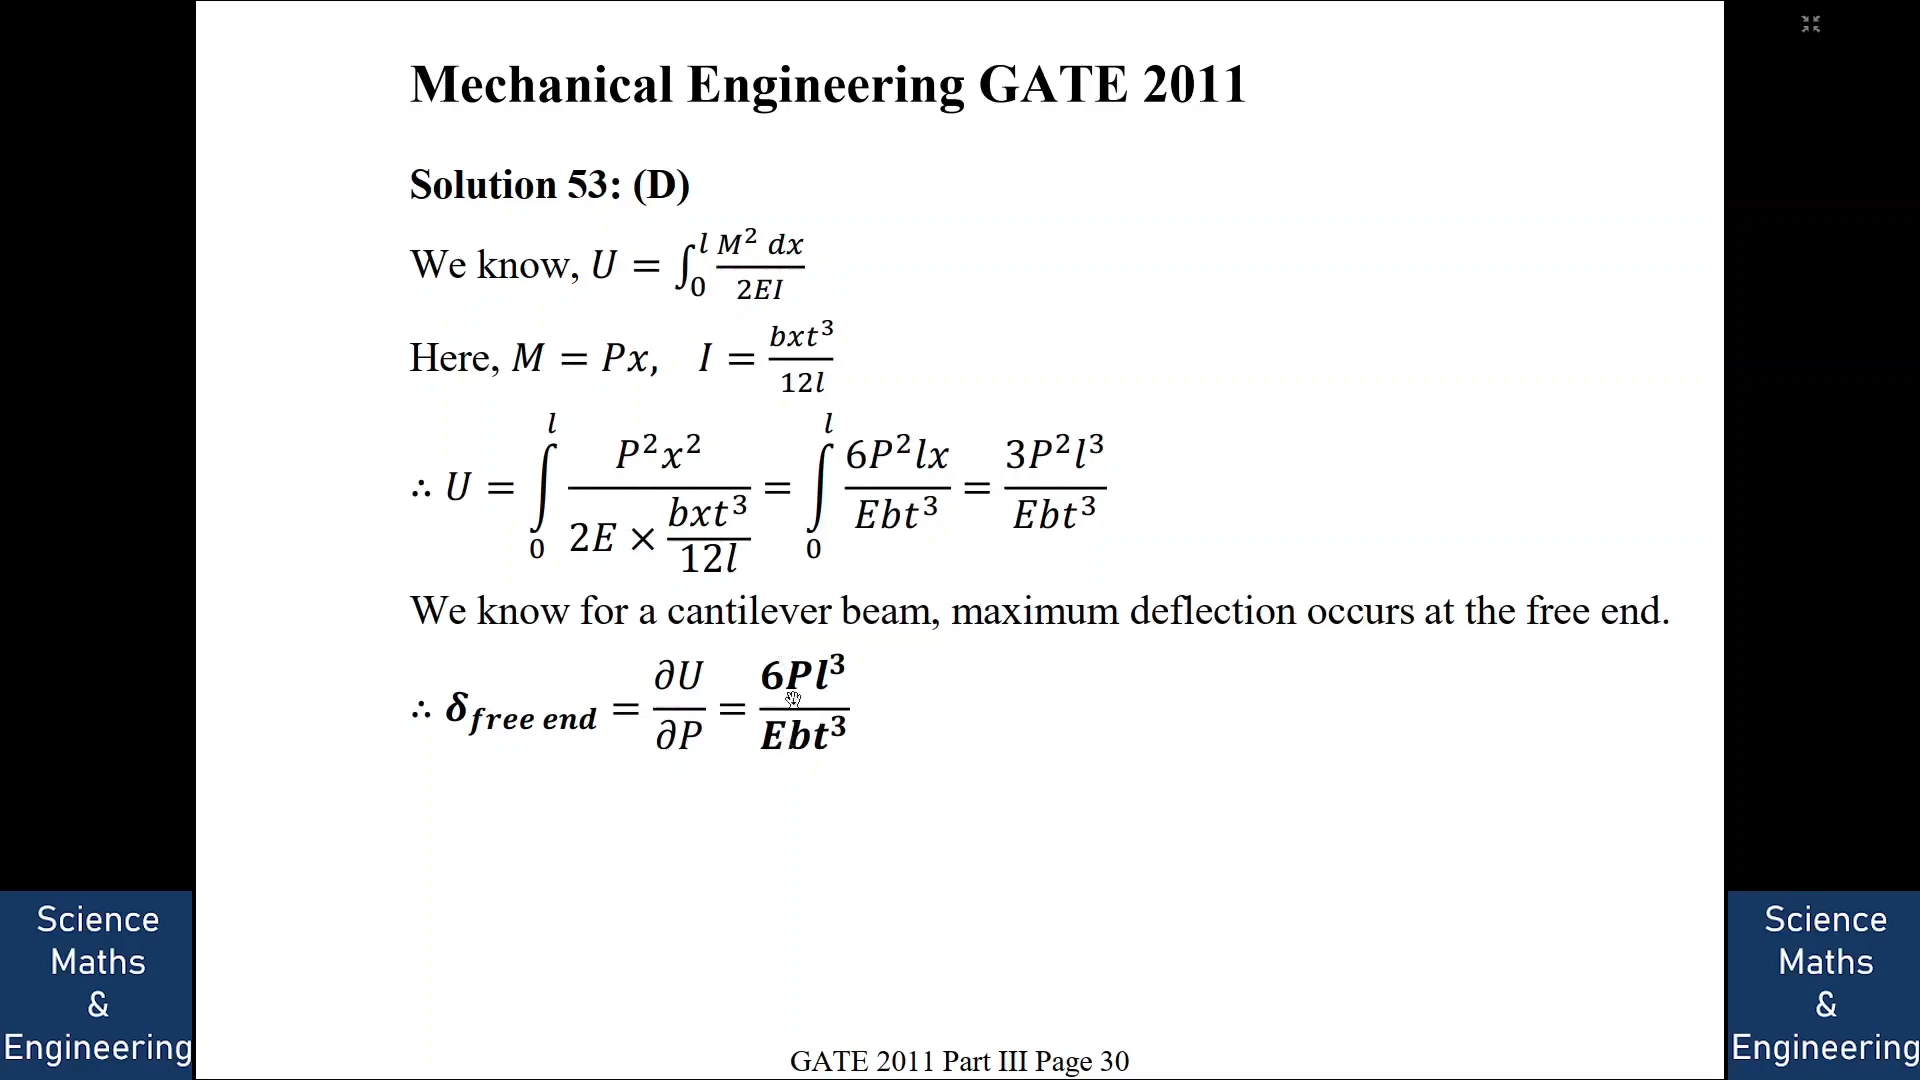 Mechanical Engineering GATE 2011
Solution 53: (D)
We know, U = ∫₀ˡ M² dx / 2EI
Here, M = Px, I = bxt³ / 12l
∴ U = ∫₀ˡ P²x² / (2E × bxt³/12l) = ∫₀ˡ 6P²lx / Ebt³ = 3P²l³ / Ebt³
We know for a cantilever beam, maximum deflection occurs at the free end.
∴ δ_free end = ∂U / ∂P = 6Pl³ / Ebt³
Science
Maths
&
Engineering
Science
Maths
&
Engineering
GATE 2011 Part III Page 30